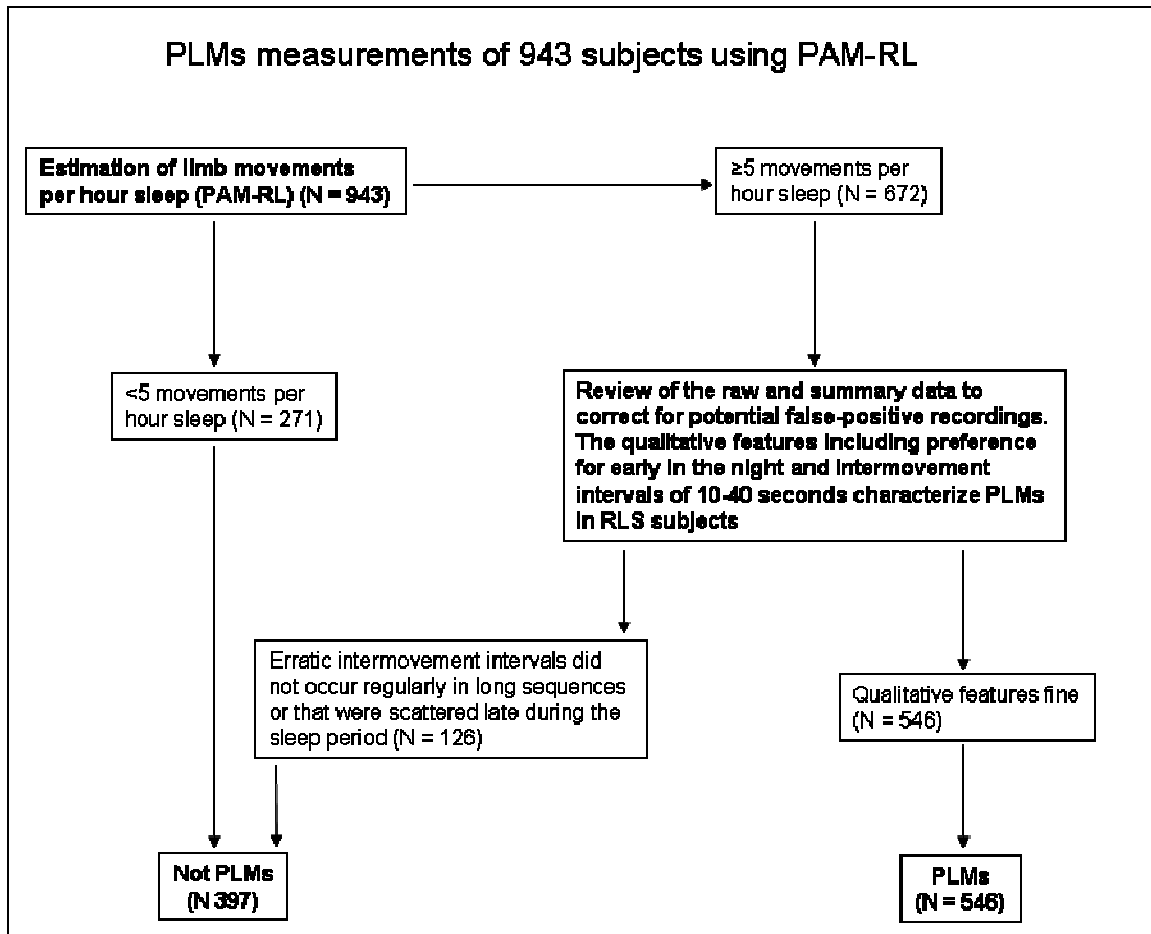 PLMs measurements of 943 subjects using PAM-RL
Estimation of limb movements
per hour sleep (PAM-RL) (N = 943)
≥5 movements per
hour sleep (N = 672)
<5 movements per
hour sleep (N = 271)
Review of the raw and summary data to
correct for potential false-positive recordings.
The qualitative features including preference
for early in the night and intermovement
intervals of 10-40 seconds characterize PLMs
in RLS subjects
Erratic intermovement intervals did
not occur regularly in long sequences
or that were scattered late during the
sleep period (N = 126)
Qualitative features fine
(N = 546)
Not PLMs
(N 397)
PLMs
(N = 546)